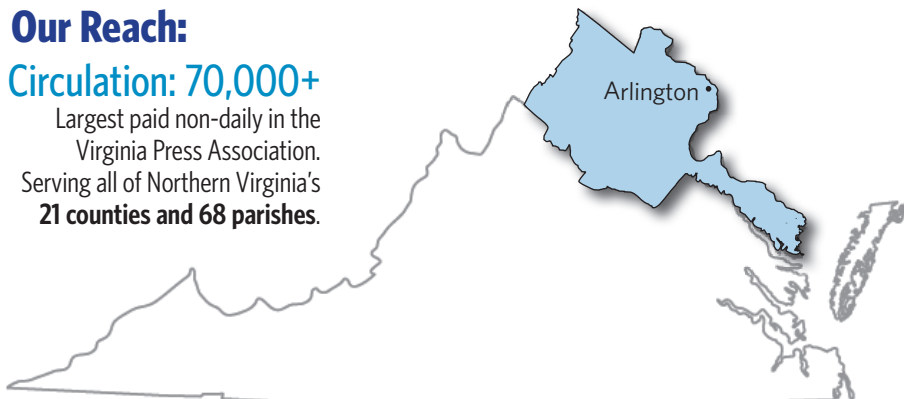 Our Reach:
Circulation: 70,000+
Largest paid non-daily in the
Virginia Press Association.
Serving all of Northern Virginia's
21 counties and 68 parishes.
Arlington